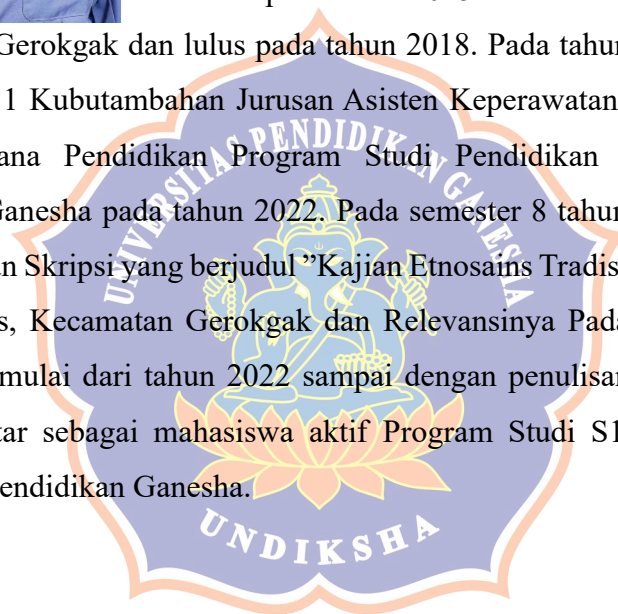 Gerokgak dan lulus pada tahun 2018. Pada tahun
1 Kubutambahan Jurusan Asisten Keperawatan
ana Pendidikan Program Studi Pendidikan
Ganesha pada tahun 2022. Pada semester 8 tahun
n Skripsi yang berjudul ”Kajian Etnosains Tradis
s, Kecamatan Gerokgak dan Relevansinya Pada
mulai dari tahun 2022 sampai dengan penulisan
tar sebagai mahasiswa aktif Program Studi S1
endidikan Ganesha.
UNIVERSITAS PENDIDIKAN GANESHA
UNDIKSHA